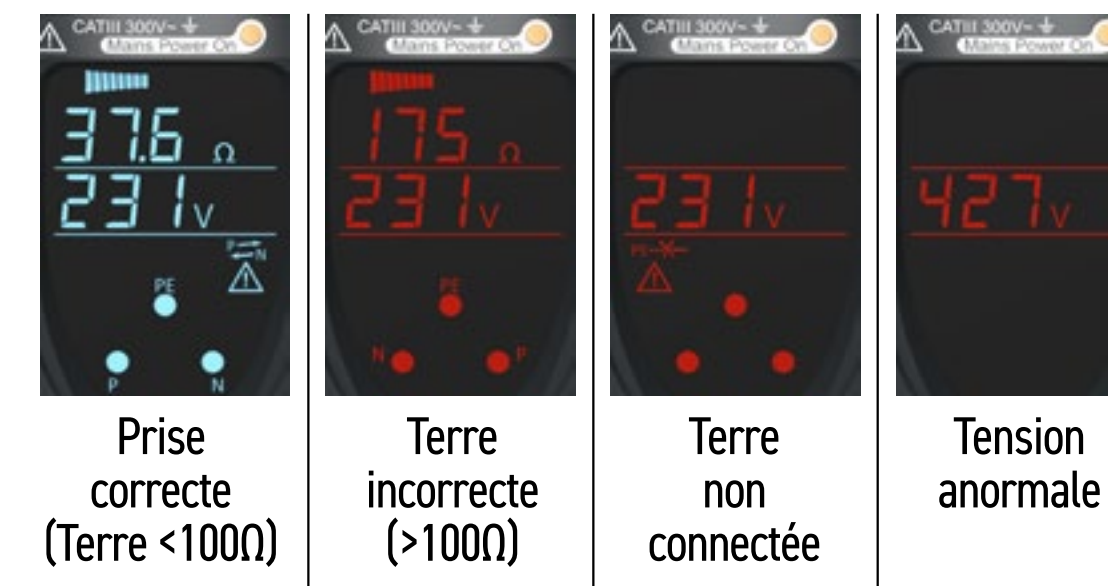 CATIII 300V~
Mains Power On
37.6 Ω
231 V
P N
PE
P N
Prise
correcte
(Terre <100Ω)
CATIII 300V~
Mains Power On
175 Ω
231 V
PE
N P
Terre
incorrecte
(>100Ω)
CATIII 300V~
Mains Power On
231 V
PE
Terre
non
connectée
CATIII 300V~
Mains Power On
427 V
Tension
anormale